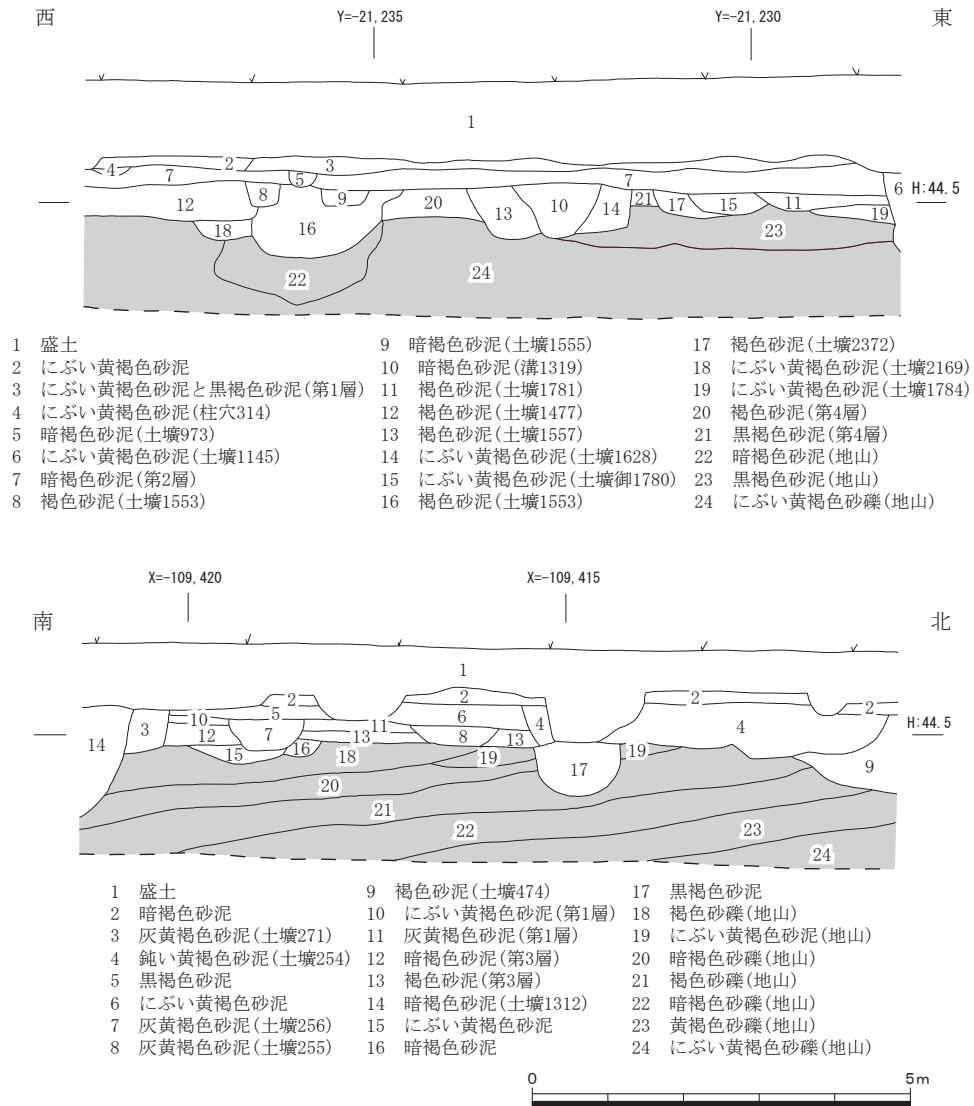 西
Y=-21, 235
Y=-21, 230
東
1
4
2
3
7
5
7
6
H:44.5
12
8
9
20
13
10
14
21
17
15
11
19
18
16
23
22
24
1 盛土
2 にぶい黄褐色砂泥
3 にぶい黄褐色砂泥と黒褐色砂泥(第1層)
4 にぶい黄褐色砂泥(柱穴314)
5 暗褐色砂泥(土壙973)
6 にぶい黄褐色砂泥(土壙1145)
7 暗褐色砂泥(第2層)
8 褐色砂泥(土壙1553)
9 暗褐色砂泥(土壙1555)
10 暗褐色砂泥(溝1319)
11 褐色砂泥(土壙1781)
12 褐色砂泥(土壙1477)
13 褐色砂泥(土壙1557)
14 にぶい黄褐色砂泥(土壙1628)
15 にぶい黄褐色砂泥(土壙御1780)
16 褐色砂泥(土壙1553)
17 褐色砂泥(土壙2372)
18 にぶい黄褐色砂泥(土壙2169)
19 にぶい黄褐色砂泥(土壙1784)
20 褐色砂泥(第4層)
21 黒褐色砂泥(第4層)
22 暗褐色砂泥(地山)
23 黒褐色砂泥(地山)
24 にぶい黄褐色砂礫(地山)
X=-109, 420
X=-109, 415
南
北
1
2
2
2
2
5
10
3
14
12
7
11
13
6
8
4
13
4
H:44.5
15
16
18
19
17
19
9
20
21
22
23
24
1 盛土
2 暗褐色砂泥
3 灰黄褐色砂泥(土壙271)
4 鈍い黄褐色砂泥(土壙254)
5 黒褐色砂泥
6 にぶい黄褐色砂泥
7 灰黄褐色砂泥(土壙256)
8 灰黄褐色砂泥(土壙255)
9 褐色砂泥(土壙474)
10 にぶい黄褐色砂泥(第1層)
11 灰黄褐色砂泥(第1層)
12 暗褐色砂泥(第3層)
13 褐色砂泥(第3層)
14 暗褐色砂泥(土壙1312)
15 にぶい黄褐色砂泥
16 暗褐色砂泥
17 黒褐色砂泥
18 褐色砂礫(地山)
19 にぶい黄褐色砂泥(地山)
20 暗褐色砂礫(地山)
21 褐色砂礫(地山)
22 暗褐色砂礫(地山)
23 黄褐色砂礫(地山)
24 にぶい黄褐色砂礫(地山)
0
5m